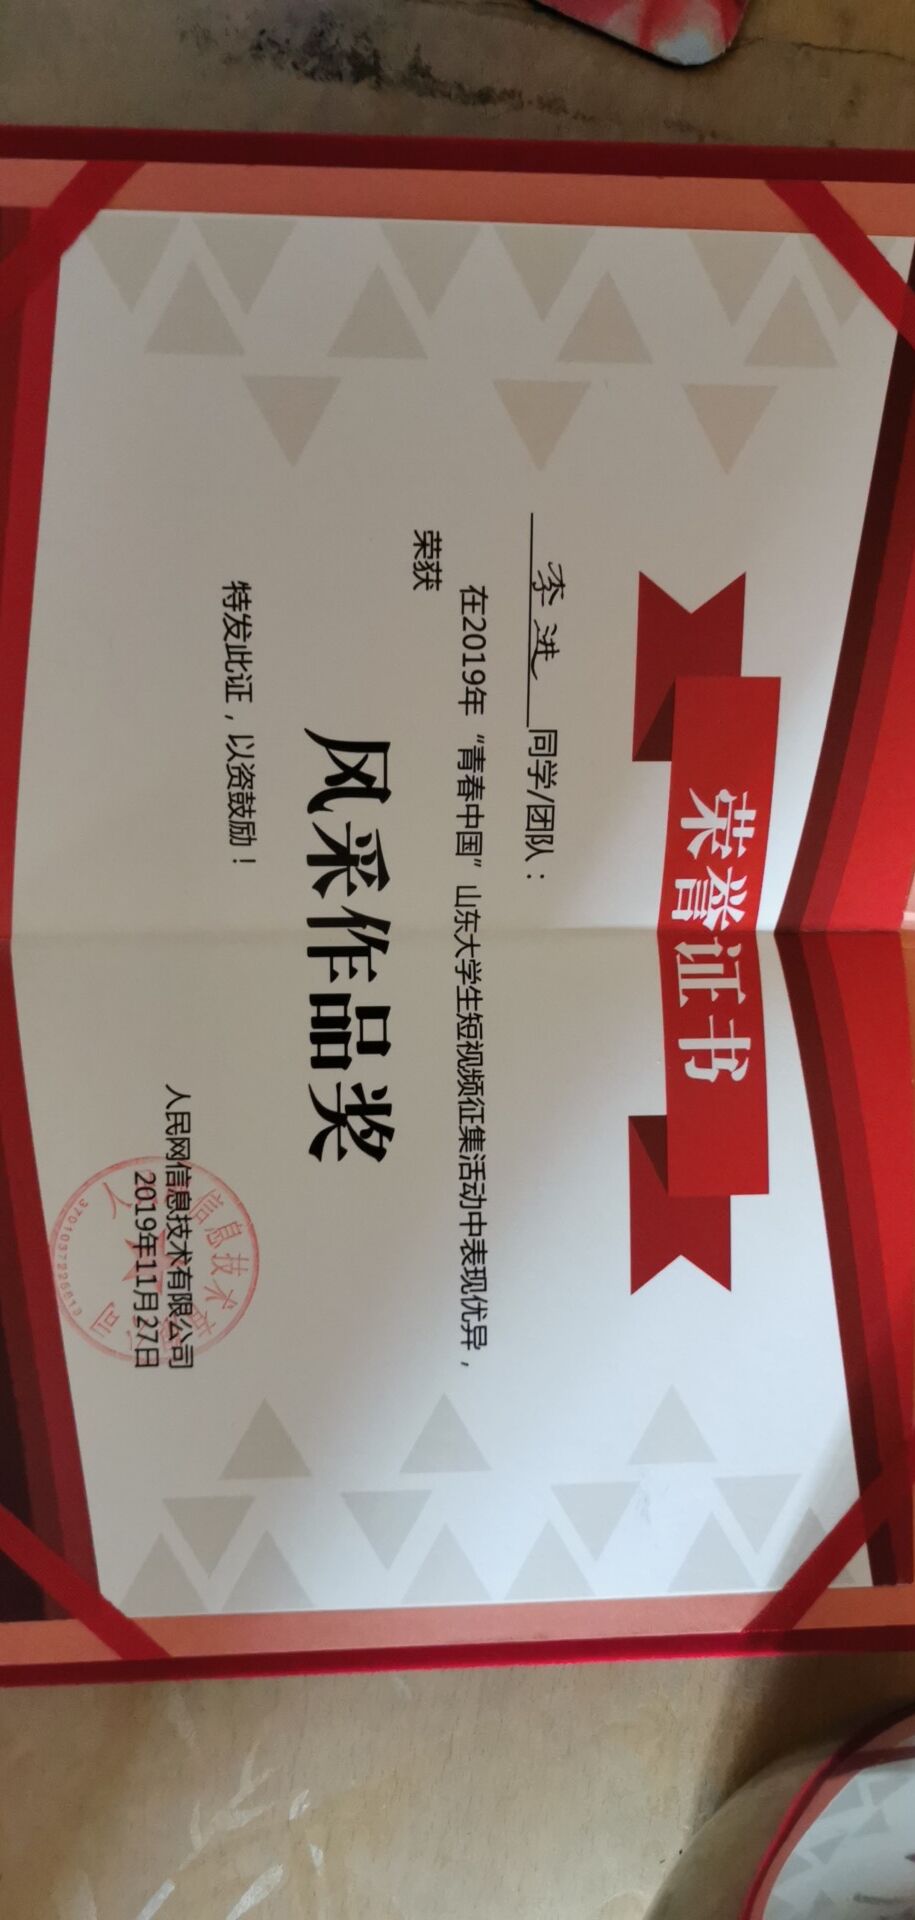 荣誉证书
李进 同学/团队：
在2019年“青春中国”山东大学生短视频征集活动中表现优异，
荣获
风采作品奖
特发此证，以资鼓励！
人民网信息技术有限公司
2019年11月27日
3701037226813